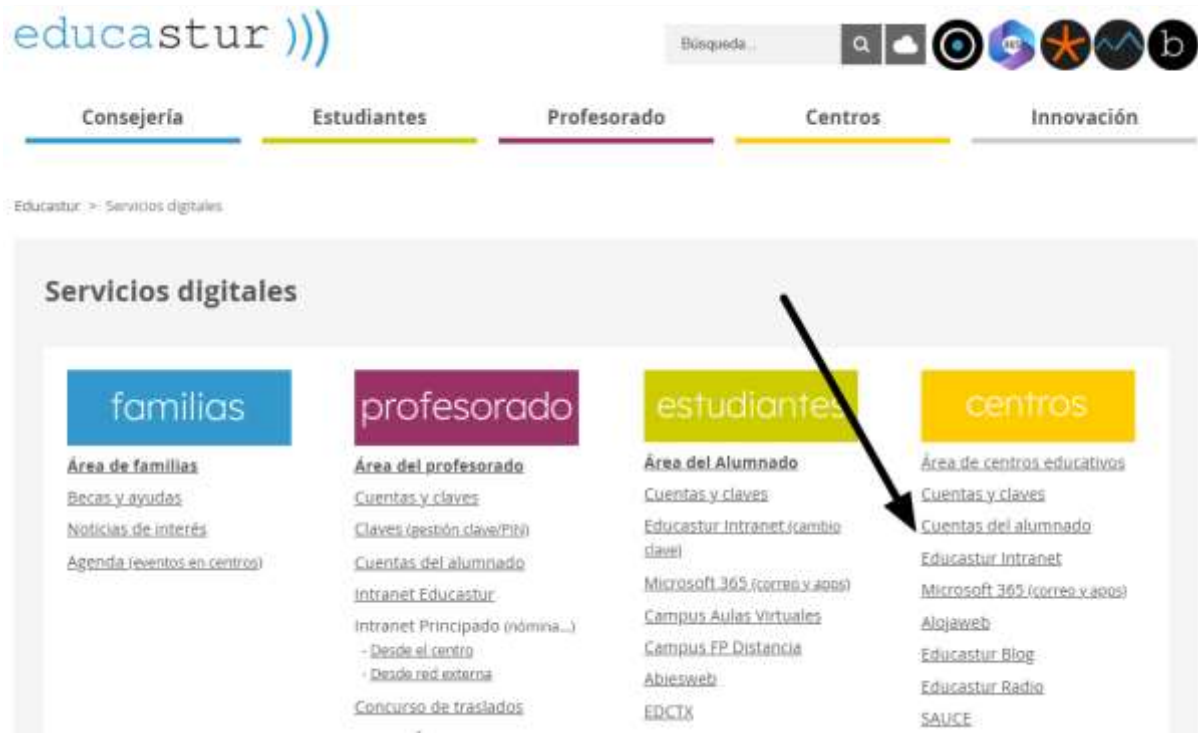 educastur
Búsqueda...
365
b
Consejería
Estudiantes
Profesorado
Centros
Innovación
Educastur > Servicios digitales
Servicios digitales
familias
Área de familias
Becas y ayudas
Noticias de interés
Agenda (eventos en centros)
profesorado
Área del profesorado
Cuentas y claves
Claves (gestión clave/PIN)
Cuentas del alumnado
Intranet Educastur
Intranet Principado (nómina...)
- Desde el centro
- Desde red externa
Concurso de traslados
estudiantes
Área del Alumnado
Cuentas y claves
Educastur Intranet (cambio
clave)
Microsoft 365 (correo y apps)
Campus Aulas Virtuales
Campus FP Distancia
Abiesweb
EDCTX
centros
Área de centros educativos
Cuentas y claves
Cuentas del alumnado
Educastur Intranet
Microsoft 365 (correo y apps)
Alojaweb
Educastur Blog
Educastur Radio
SAUCE